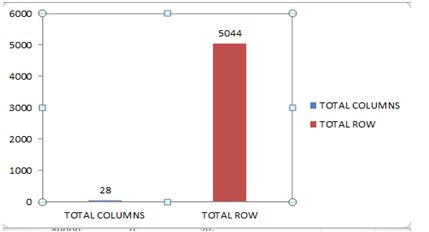 6000
5044
5000
4000
3000
2000
1000
28
0
TOTAL COLUMNS
TOTAL ROW
TOTAL COLUMNS
TOTAL ROW